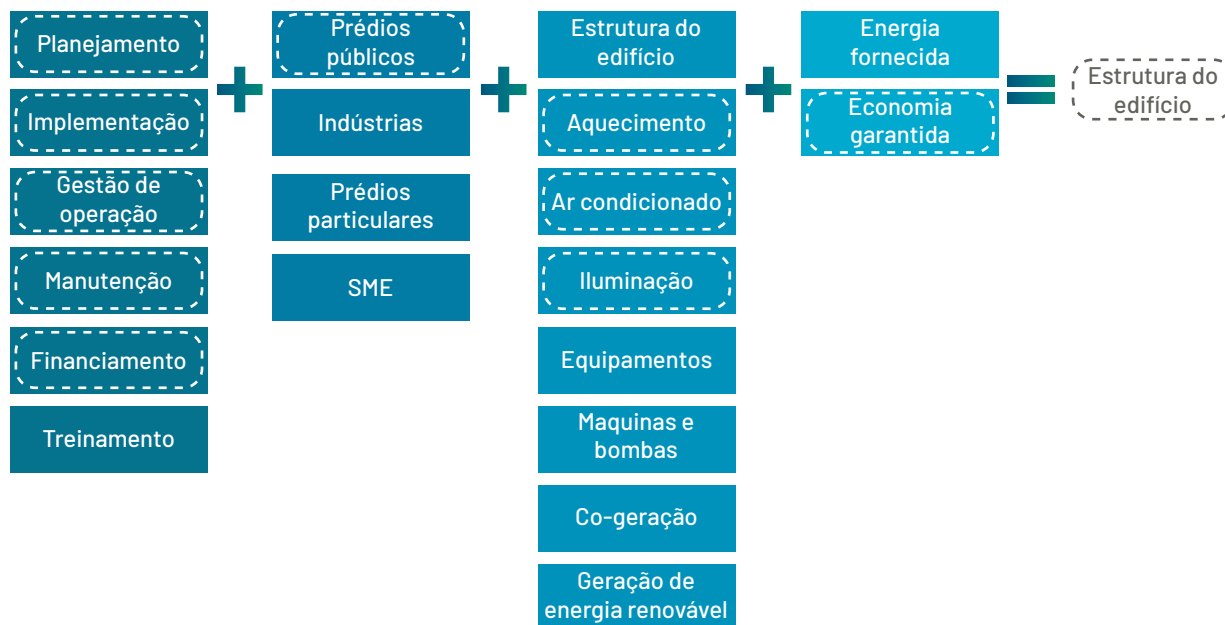 Planejamento
Implementação
Gestão de
operação
Manutenção
Financiamento
Treinamento
+
Prédios
públicos
Indústrias
Prédios
particulares
SME
+
Estrutura do
edifício
Aquecimento
Ar condicionado
Iluminação
Equipamentos
Maquinas e
bombas
Co-geração
Geração de
energia renovável
+
Energia
fornecida
Economia
garantida
=
Estrutura do
edifício